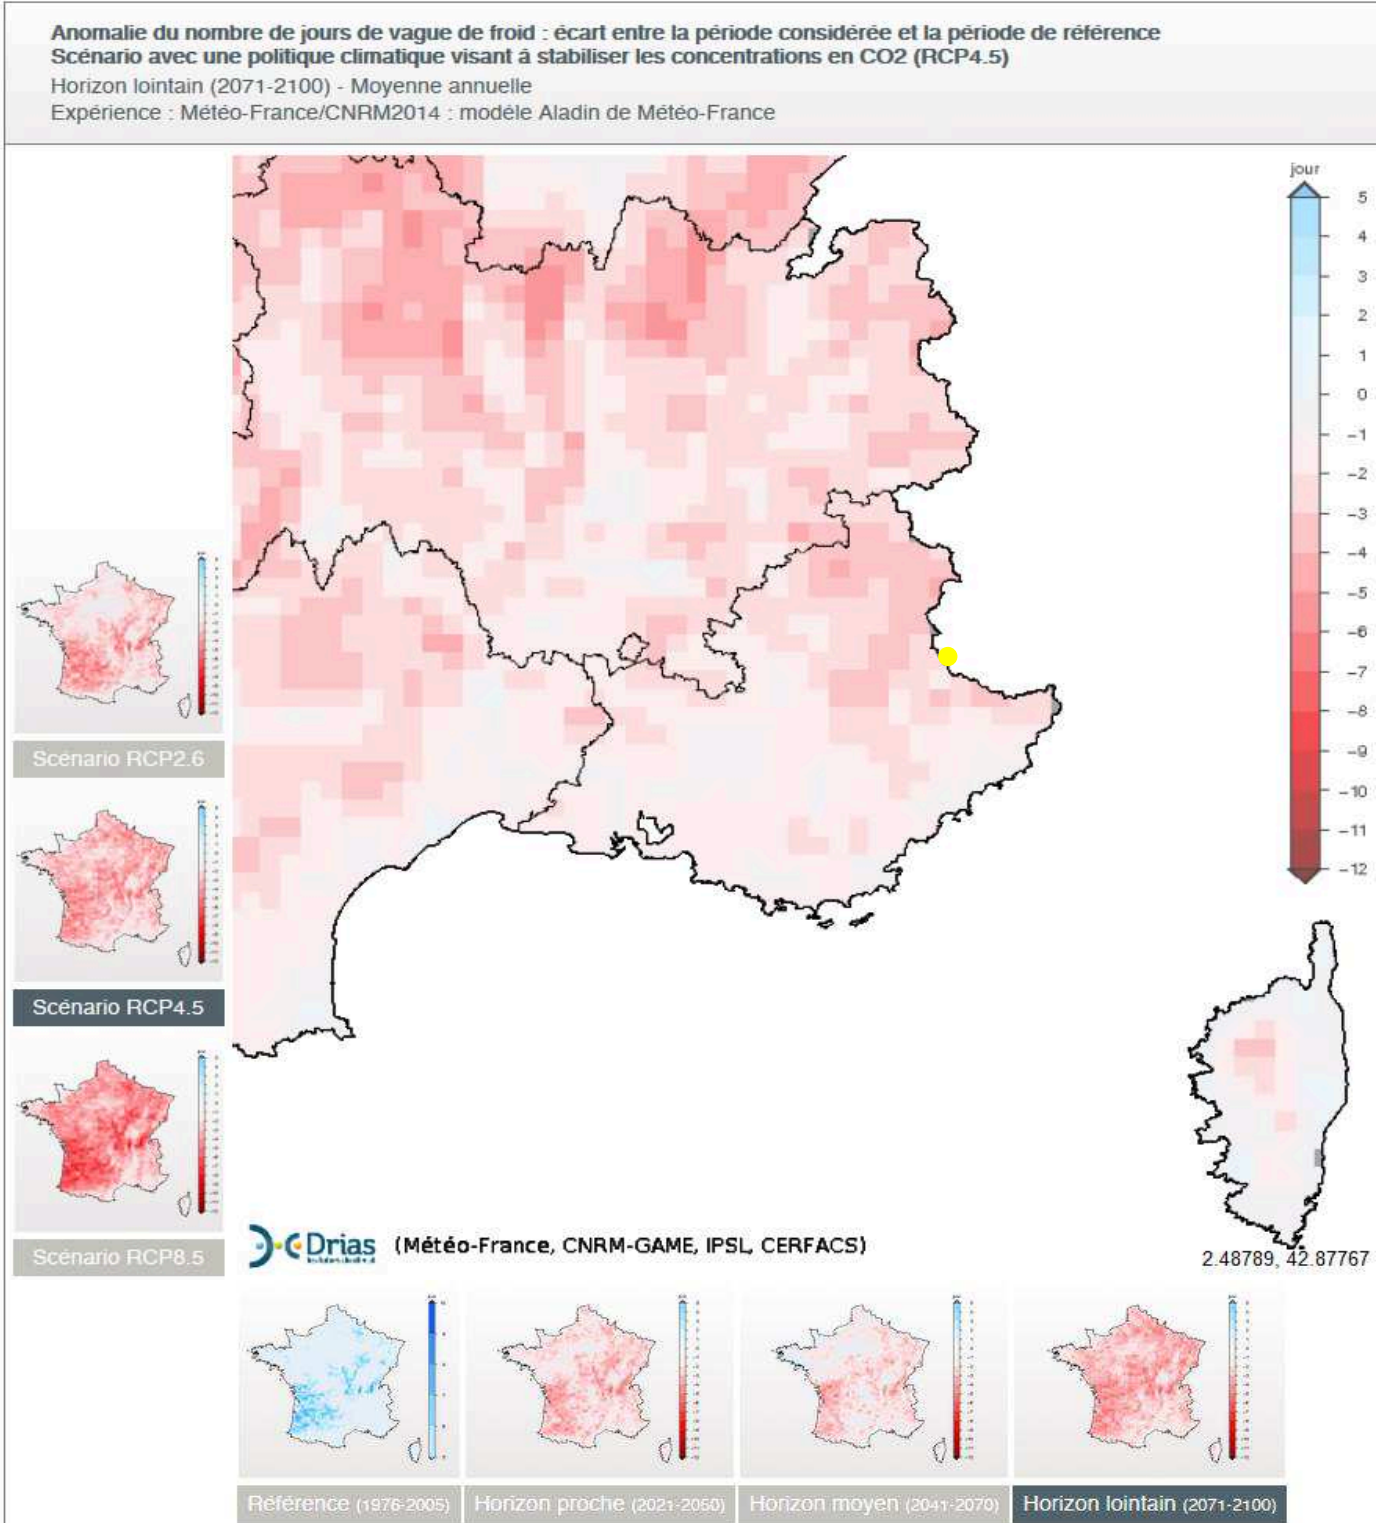 Anomalie du nombre de jours de vague de froid : écart entre la période considérée et la période de référence
Scénario avec une politique climatique visant à stabiliser les concentrations en CO2 (RCP4.5)
Horizon lointain (2071-2100) - Moyenne annuelle
Expérience : Météo-France/CNRM2014 : modèle Aladin de Météo-France
jour
5
4
3
2
1
0
-1
-2
-3
-4
-5
-6
-7
-8
-9
-10
-11
-12
Scénario RCP2.6
Scénario RCP4.5
Scénario RCP8.5
Drias (Météo-France, CNRM-GAME, IPSL, CERFACS)
2.48789, 42.87767
Référence (1976-2005)
Horizon proche (2021-2050)
Horizon moyen (2041-2070)
Horizon lointain (2071-2100)